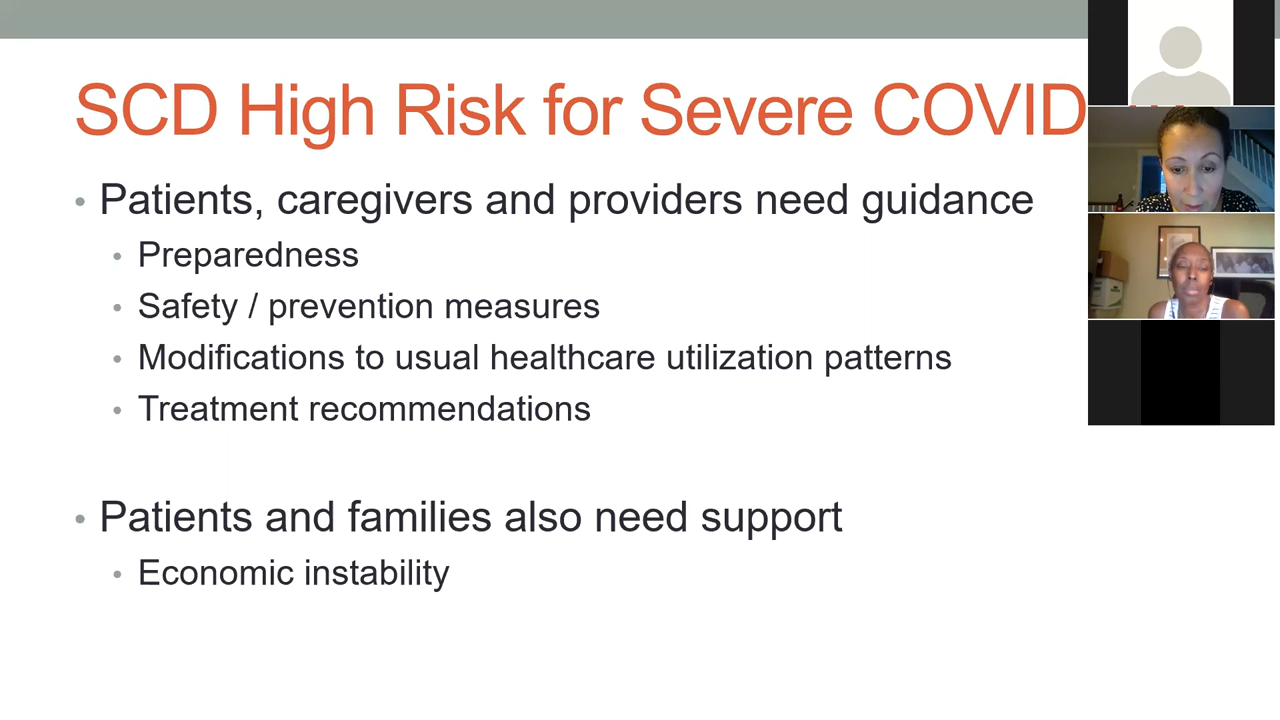 SCD High Risk for Severe COVID
• Patients, caregivers and providers need guidance
• Preparedness
• Safety / prevention measures
• Modifications to usual healthcare utilization patterns
• Treatment recommendations
• Patients and families also need support
• Economic instability